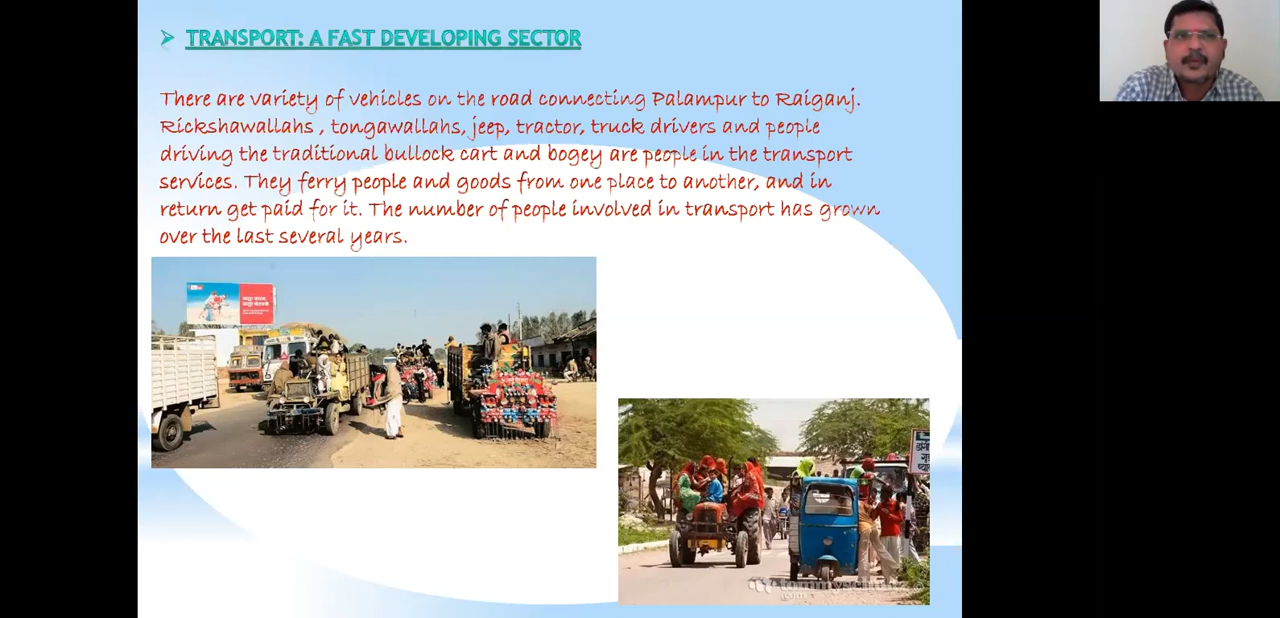 TRANSPORT: A FAST DEVELOPING SECTOR
There are variety of vehicles on the road connecting Palampur to Raiganj.
Rickshawallahs , tongawallahs, jeep, tractor, truck drivers and people
driving the traditional bullock cart and bogey are people in the transport
services. They ferry people and goods from one place to another, and in
return get paid for it. The number of people involved in transport has grown
over the last several years.